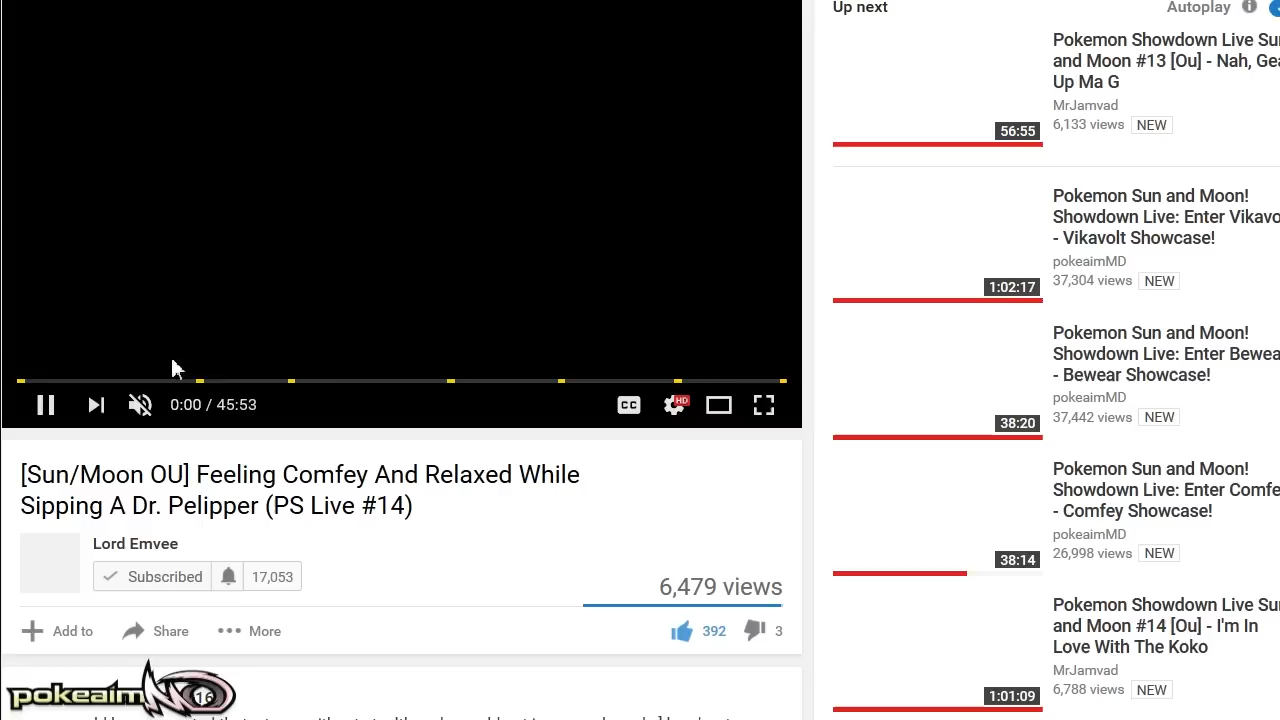 Up next
Autoplay
Pokemon Showdown Live Sun
and Moon #13 [Ou] - Nah, Gea
Up Ma G
MrJamvad
6,133 views NEW
56:55
Pokemon Sun and Moon!
Showdown Live: Enter Vikavo
- Vikavolt Showcase!
pokeaimMD
37,304 views NEW
1:02:17
Pokemon Sun and Moon!
Showdown Live: Enter Bewea
- Bewear Showcase!
pokeaimMD
37,442 views NEW
38:20
Pokemon Sun and Moon!
Showdown Live: Enter Comfe
- Comfey Showcase!
pokeaimMD
26,998 views NEW
38:14
Pokemon Showdown Live Sun
and Moon #14 [Ou] - I'm In
Love With The Koko
MrJamvad
6,788 views NEW
1:01:09
0:00 / 45:53
CC
HD
[Sun/Moon OU] Feeling Comfey And Relaxed While
Sipping A Dr. Pelipper (PS Live #14)
Lord Emvee
Subscribed 17,053
6,479 views
Add to Share More
392 3
pokeaimMD
16